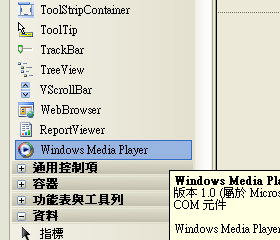 ToolStripContainer
ToolTip
TrackBar
TreeView
VScrollBar
WebBrowser
ReportViewer
Windows Media Player
通用控制項
容器
功能表與工具列
資料
指標
Windows Media Pla
版本 1.0 (屬於 Micros
COM 元件
Windows Media Player